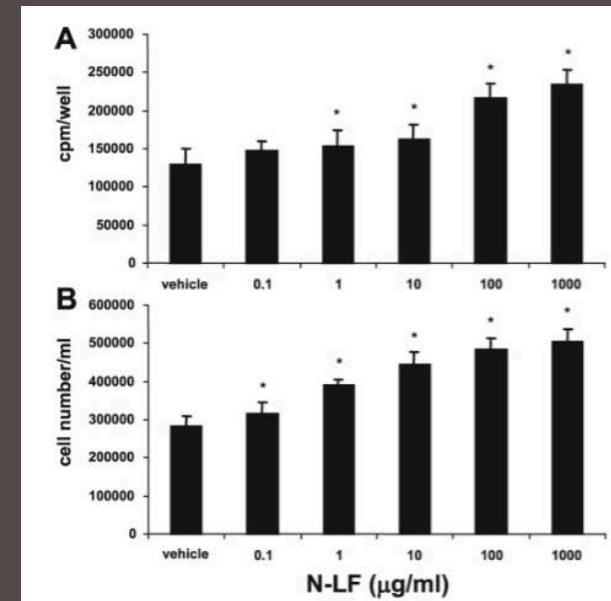 A
cpm/well
300000
250000
200000
150000
100000
50000
0
* * * *
vehicle 0.1 1 10 100 1000
B
cell number/ml
600000
500000
400000
300000
200000
100000
0
* * * * *
vehicle 0.1 1 10 100 1000
N-LF (µg/ml)